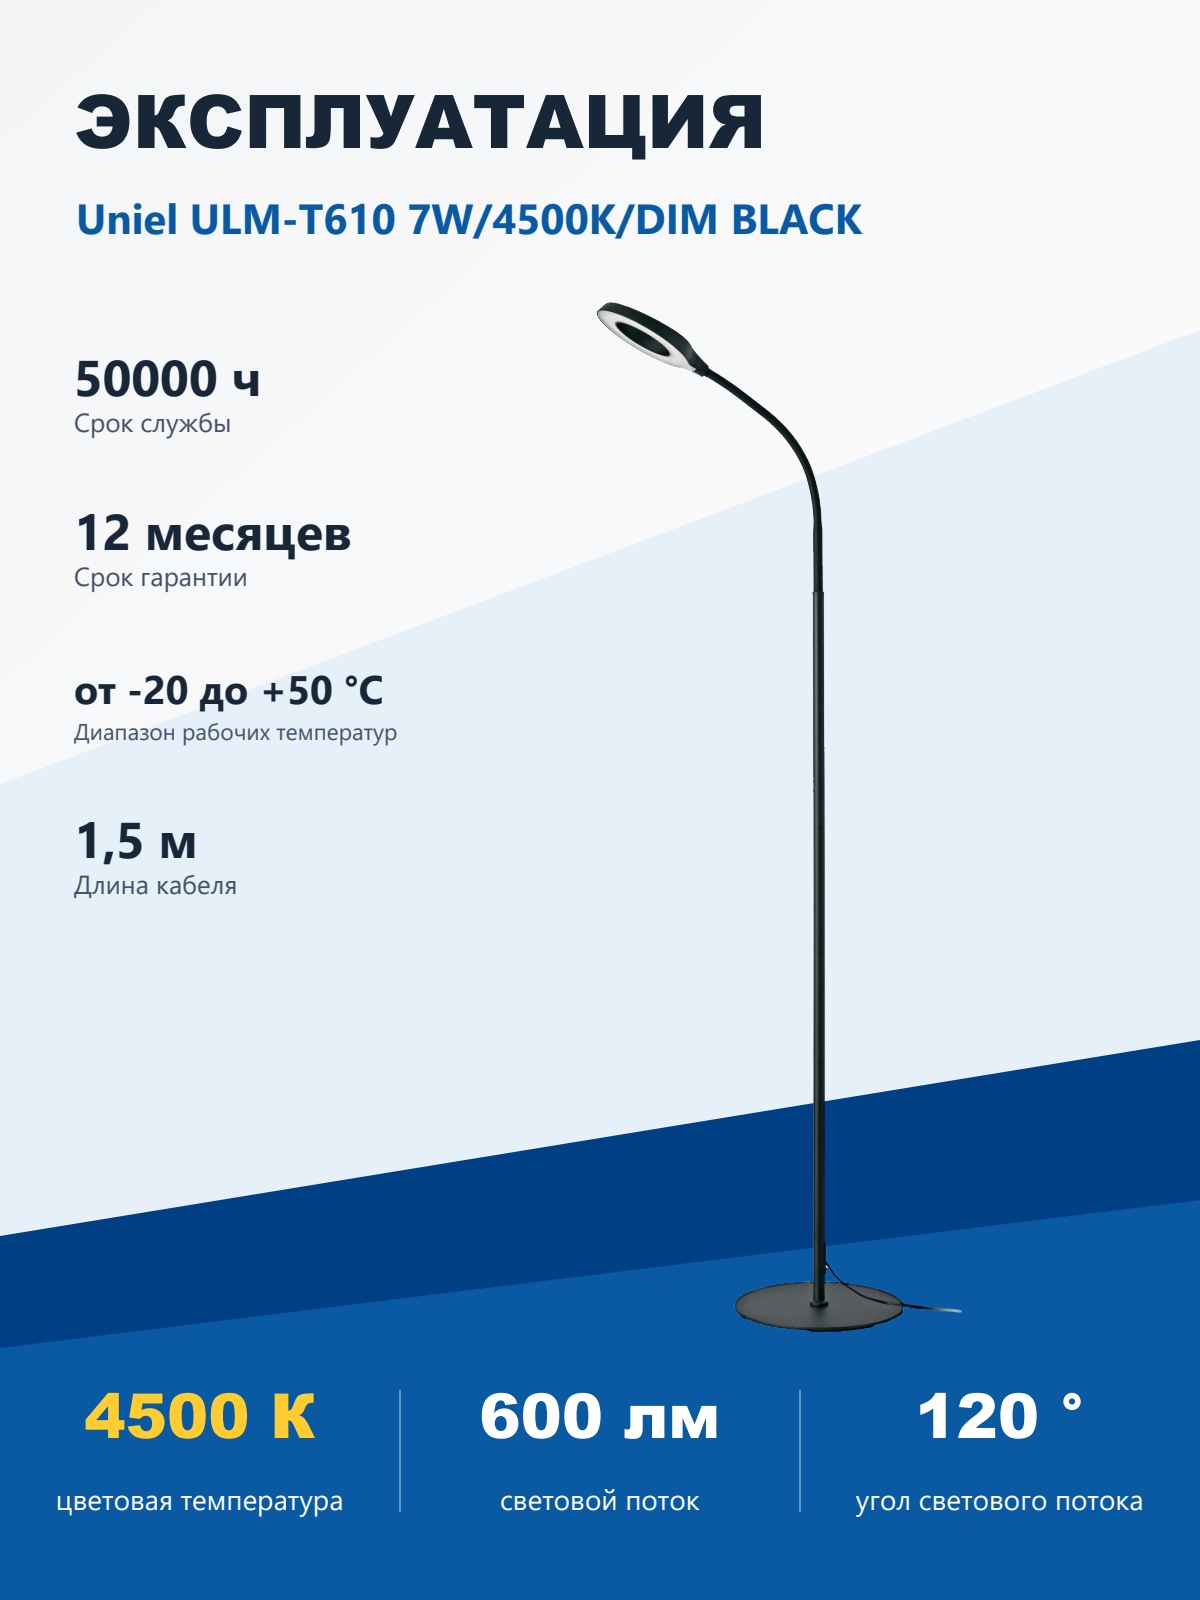 ЭКСПЛУАТАЦИЯ
Uniel ULM-T610 7W/4500K/DIM BLACK
50000 ч
Срок службы
12 месяцев
Срок гарантии
от -20 до +50 °C
Диапазон рабочих температур
1,5 м
Длина кабеля
4500 К
цветовая температура
600 лм
световой поток
120 °
угол светового потока